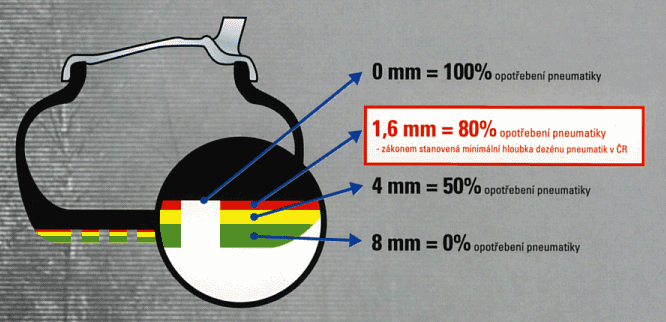 0 mm = 100% opotřebení pneumatiky
1,6 mm = 80% opotřebení pneumatiky
- zákonem stanovená minimální hloubka dezénu pneumatik v ČR
4 mm = 50% opotřebení pneumatiky
8 mm = 0% opotřebení pneumatiky